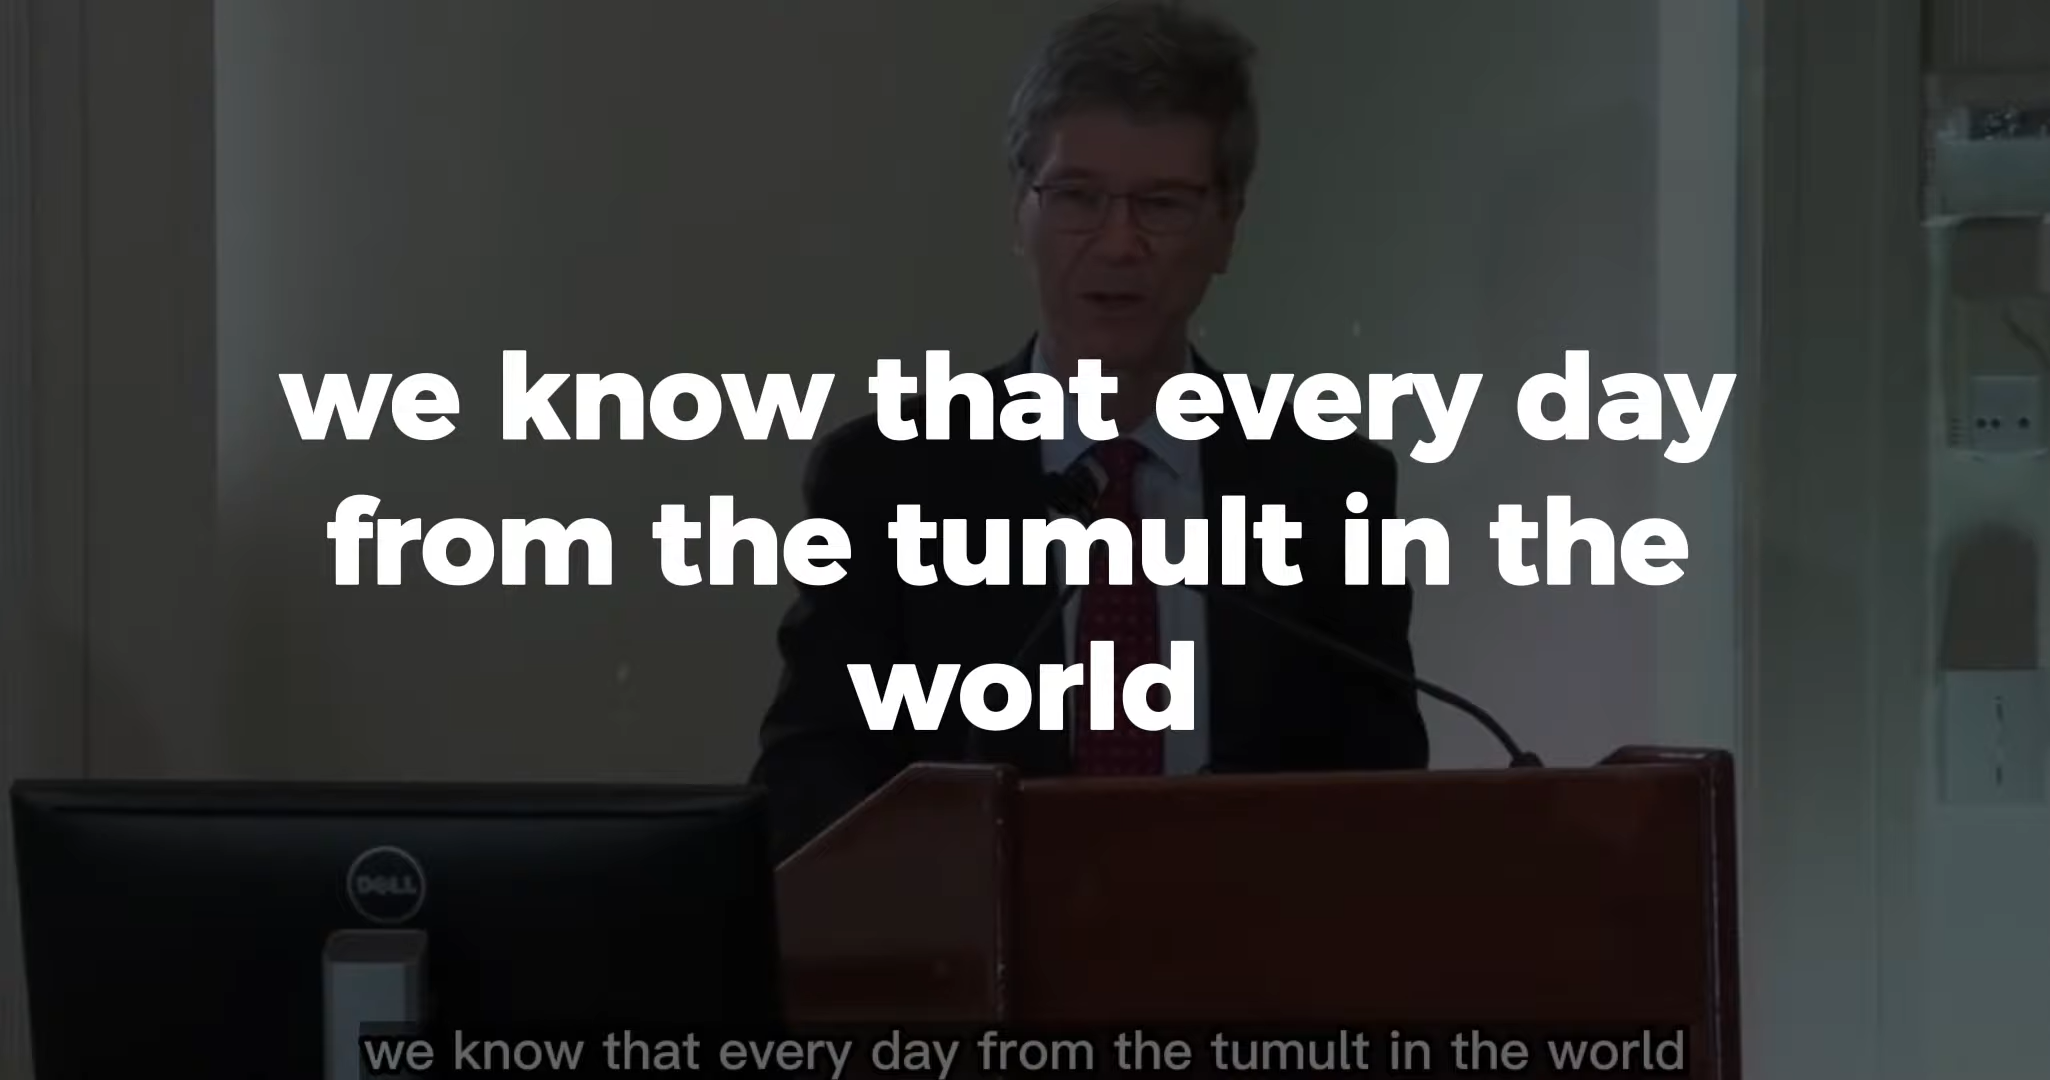 we know that every day
from the tumult in the
world
DELL
we know that every day from the tumult in the world